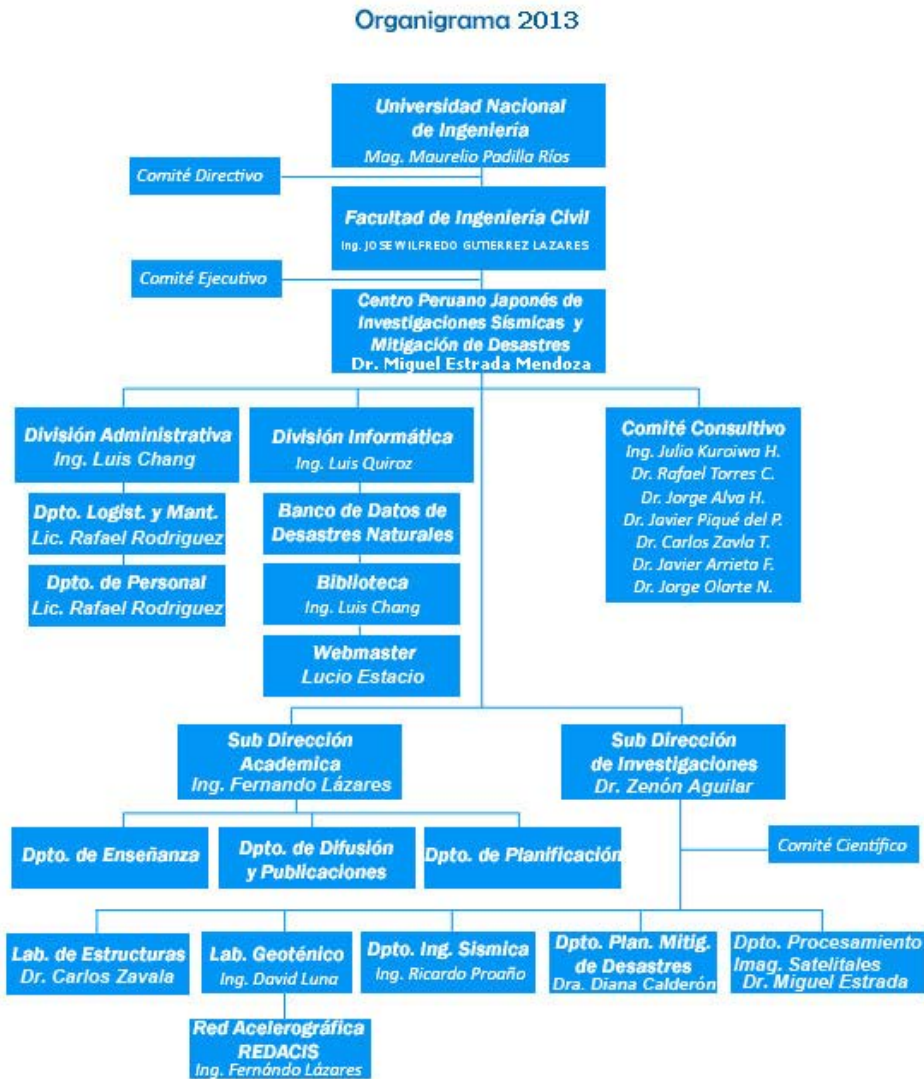 Organigrama 2013
Universidad Nacional
de Ingeniería
Mag. Maurelio Padilla Ríos
Comité Directivo
Facultad de Ingeniería Civil
Ing. JOSE WILFREDO GUTIERREZ LAZARES
Comité Ejecutivo
Centro Peruano Japonés de
Investigaciones Sísmicas y
Mitigación de Desastres
Dr. Miguel Estrada Mendoza
División Administrativa
Ing. Luis Chang
Dpto. Logist. y Mant.
Lic. Rafael Rodriguez
Dpto. de Personal
Lic. Rafael Rodriguez
División Informática
Ing. Luis Quiroz
Banco de Datos de
Desastres Naturales
Biblioteca
Ing. Luis Chang
Webmaster
Lucio Estacio
Comité Consultivo
Ing. Julio Kuroiwa H.
Dr. Rafael Torres C.
Dr. Jorge Alva H.
Dr. Javier Piqué del P.
Dr. Carlos Zavla T.
Dr. Javier Arrieta F.
Dr. Jorge Olarte N.
Sub Dirección
Academica
Ing. Fernando Lázares
Sub Dirección
de Investigaciones
Dr. Zenón Aguilar
Dpto. de Enseñanza
Dpto. de Difusión
y Publicaciones
Dpto. de Planificación
Comité Científico
Lab. de Estructuras
Dr. Carlos Zavala
Lab. Geoténico
Ing. David Luna
Dpto. Ing. Sísmica
Ing. Ricardo Proaño
Dpto. Plan. Mitig.
de Desastres
Dra. Diana Calderón
Dpto. Procesamiento
Imag. Satelitales
Dr. Miguel Estrada
Red Acelerográfica
REDACIS
Ing. Fernándo Lázares